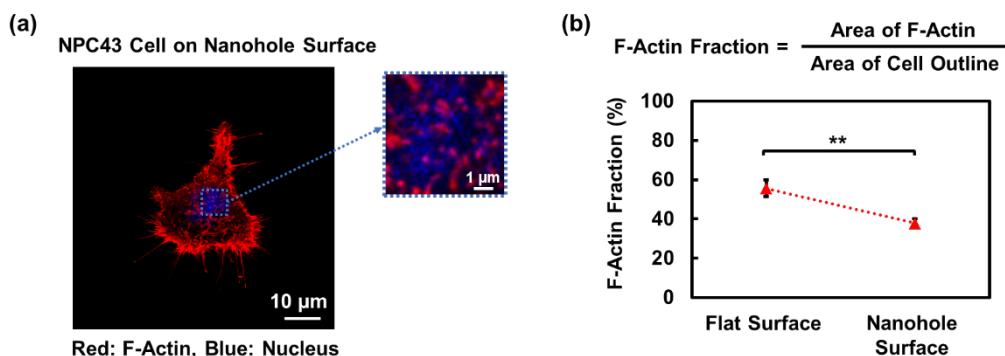 (a)
NPC43 Cell on Nanohole Surface
1 µm
10 µm
Red: F-Actin, Blue: Nucleus
(b)
F-Actin Fraction = Area of F-Actin
Area of Cell Outline
F-Actin Fraction (%)
100
80
60
40
20
0
**
Flat Surface
Nanohole
Surface